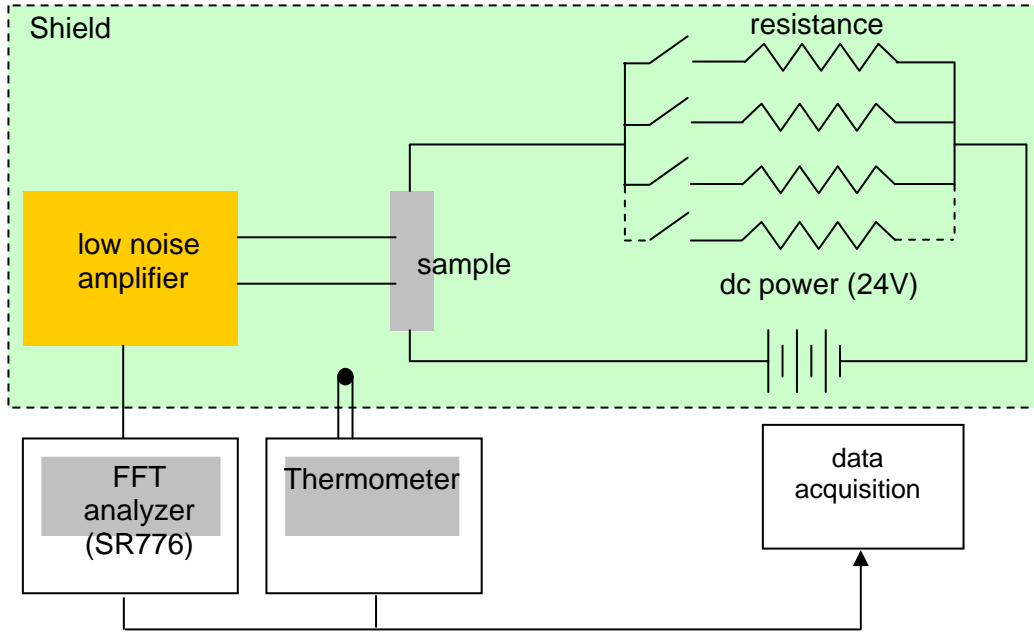 Shield
resistance
low noise
amplifier
sample
dc power (24V)
FFT
analyzer
(SR776)
Thermometer
data
acquisition